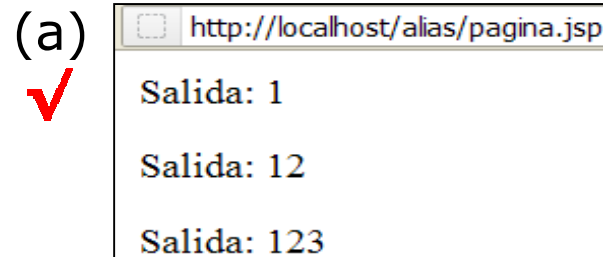 (a)
http://localhost/alias/pagina.jsp
√
Salida: 1
Salida: 12
Salida: 123